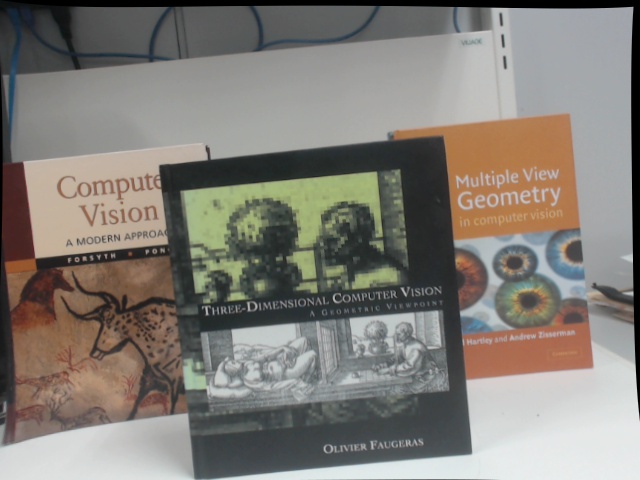 Compute
Vision
A MODERN APPROAC
FORSYTH PON
THREE-DIMENSIONAL COMPUTER VISION
A GEOMETRIC VIEWPOINT
OLIVIER FAUGERAS
Multiple View
Geometry
in computer vision
Hartley and Andrew Zisserman